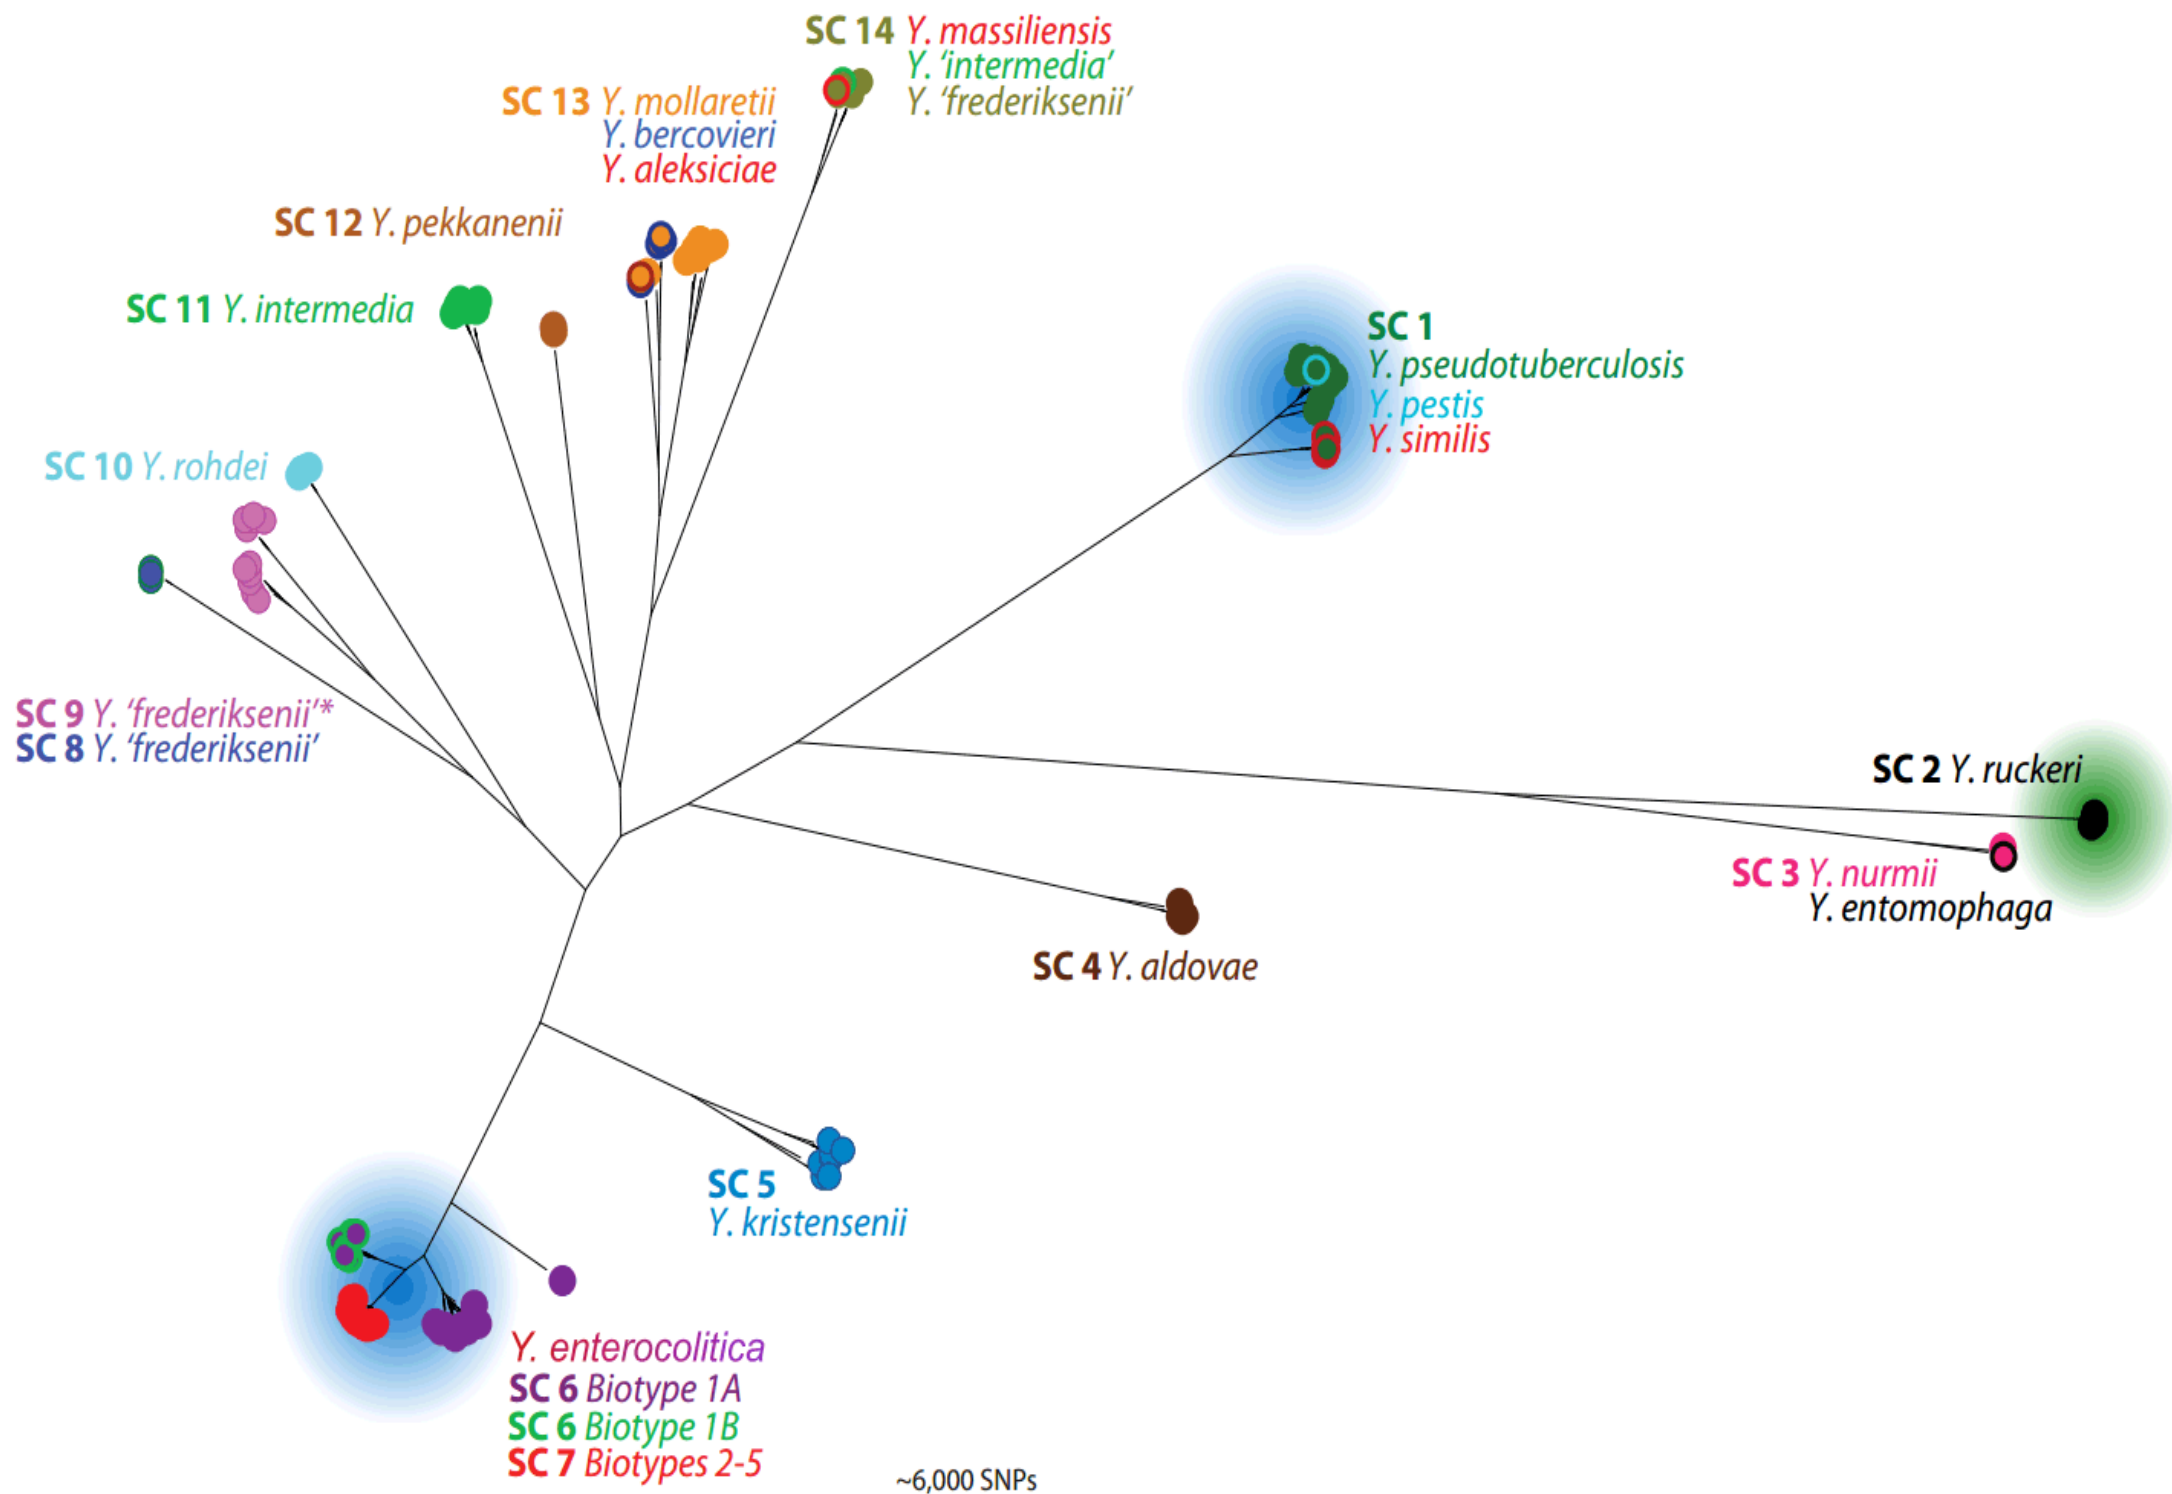 SC 14 Y. massiliensis
Y. ‘intermedia’
Y. ‘frederiksenii’
SC 13 Y. mollaretii
Y. bercovieri
Y. aleksiciae
SC 12 Y. pekkanenii
SC 11 Y. intermedia
SC 1
Y. pseudotuberculosis
Y. pestis
Y. similis
SC 10 Y. rohdei
SC 9 Y. ‘frederiksenii’*
SC 8 Y. ‘frederiksenii’
SC 2 Y. ruckeri
SC 3 Y. nurmii
Y. entomophaga
SC 4 Y. aldovae
SC 5
Y. kristensenii
Y. enterocolitica
SC 6 Biotype 1A
SC 6 Biotype 1B
SC 7 Biotypes 2-5
~6,000 SNPs